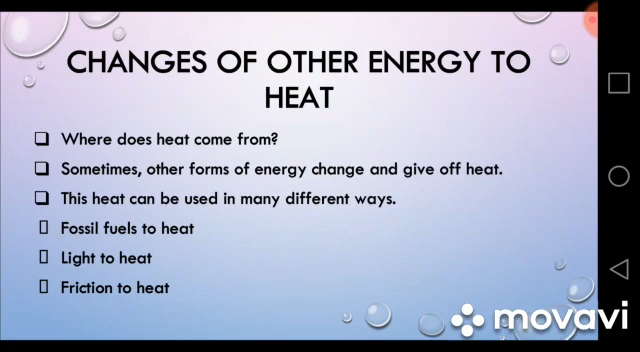 CHANGES OF OTHER ENERGY TO
HEAT
Where does heat come from?
Sometimes, other forms of energy change and give off heat.
This heat can be used in many different ways.
Fossil fuels to heat
Light to heat
Friction to heat
movavi